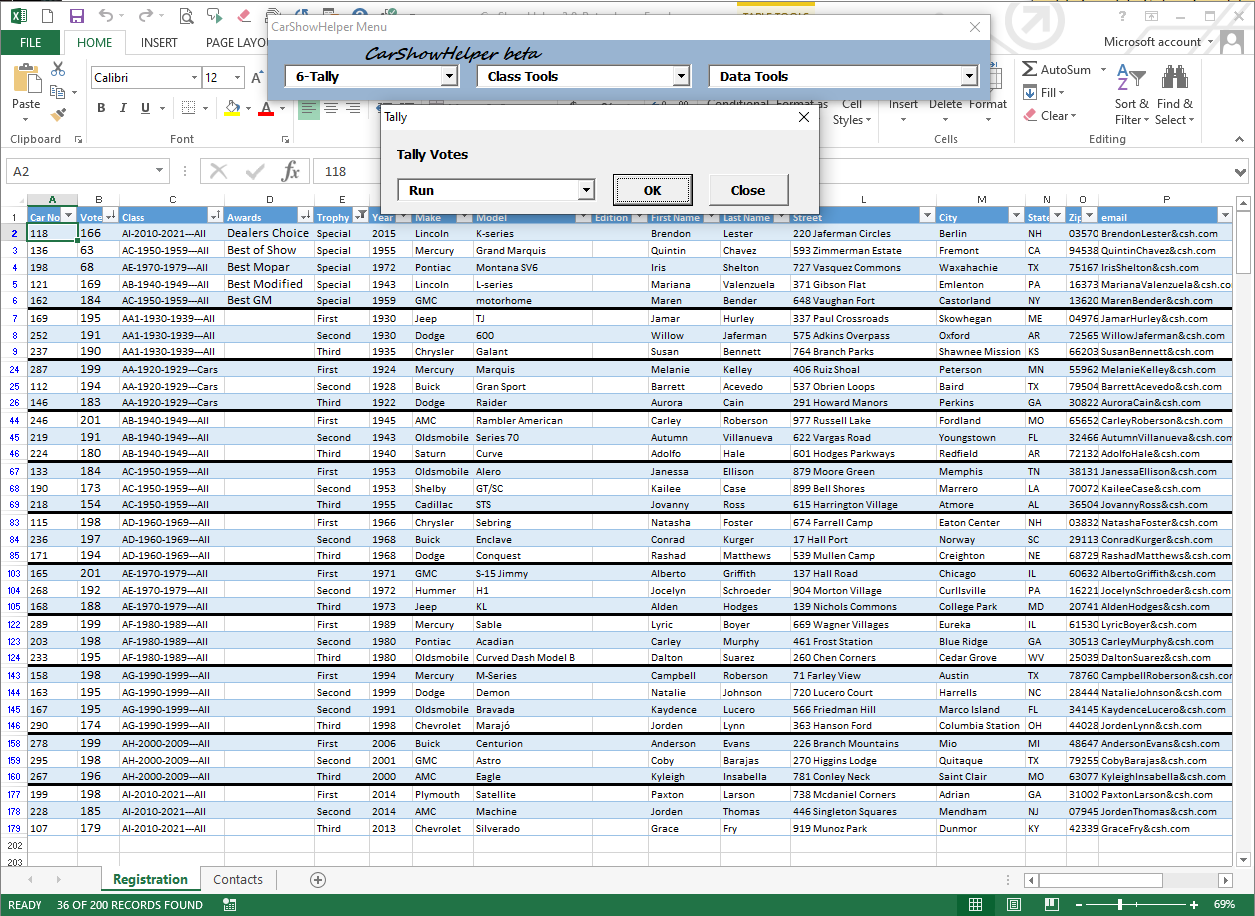 CarShowHelper Menu
TABLE TOOLS
FILE HOME INSERT PAGE LAYOU
Microsoft account
CarShowHelper beta
6-Tally Class Tools Data Tools
Calibri 12
Paste
B I U A
Clipboard Font
Conditional Format as Cell Styles
Insert Delete Format
Cells
AutoSum
Fill
Clear
Sort & Filter Find & Select
Editing
Tally
Tally Votes
Run OK Close
A2 fx 118
A B C D E L M N O P
1 Car No Vote Class Awards Trophy Year Make Model Edition First Name Last Name Street City State Zip email
2 118 166 AI-2010-2021---All Dealers Choice Special 2015 Lincoln K-series Brendon Lester 220 Jaferman Circles Berlin NH 03570 BrendonLester&csh.com
3 136 63 AC-1950-1959---All Best of Show Special 1955 Mercury Grand Marquis Quintin Chavez 593 Zimmerman Estate Fremont CA 94538 QuintinChavez&csh.com
4 198 68 AE-1970-1979---All Best Mopar Special 1972 Pontiac Montana SV6 Iris Shelton 727 Vasquez Commons Waxahachie TX 75167 IrisShelton&csh.com
5 121 169 AB-1940-1949---All Best Modified Special 1943 Lincoln L-series Mariana Valenzuela 371 Gibson Flat Emlenton PA 16373 MarianaValenzuela&csh.co
6 162 184 AC-1950-1959---All Best GM Special 1959 GMC motorhome Maren Bender 648 Vaughan Fort Castorland NY 13620 MarenBender&csh.com
7 169 195 AA1-1930-1939---All First 1930 Jeep TJ Jamar Hurley 337 Paul Crossroads Skowhegan ME 04976 JamarHurley&csh.com
8 252 191 AA1-1930-1939---All Second 1930 Dodge 600 Willow Jaferman 575 Adkins Overpass Oxford AR 72565 WillowJaferman&csh.com
9 237 190 AA1-1930-1939---All Third 1935 Chrysler Galant Susan Bennett 764 Branch Parks Shawnee Mission KS 66203 SusanBennett&csh.com
24 287 199 AA-1920-1929---Cars First 1924 Mercury Marquis Melanie Kelley 406 Ruiz Shoal Peterson MN 55962 MelanieKelley&csh.com
25 112 194 AA-1920-1929---Cars Second 1928 Buick Gran Sport Barrett Acevedo 537 Obrien Loops Baird TX 79504 BarrettAcevedo&csh.com
26 146 183 AA-1920-1929---Cars Third 1922 Dodge Raider Aurora Cain 291 Howard Manors Perkins GA 30822 AuroraCain&csh.com
44 246 201 AB-1940-1949---All First 1945 AMC Rambler American Carley Roberson 977 Russell Lake Fordland MO 65652 CarleyRoberson&csh.com
45 219 191 AB-1940-1949---All Second 1943 Oldsmobile Series 70 Autumn Villanueva 622 Vargas Road Youngstown FL 32466 AutumnVillanueva&csh.com
46 224 180 AB-1940-1949---All Third 1940 Saturn Curve Adolfo Hale 601 Hodges Parkways Redfield AR 72132 AdolfoHale&csh.com
67 133 184 AC-1950-1959---All First 1953 Oldsmobile Alero Janessa Ellison 879 Moore Green Memphis TN 38131 JanessaEllison&csh.com
68 190 173 AC-1950-1959---All Second 1953 Shelby GT/SC Kailee Case 899 Bell Shores Marrero LA 70072 KaileeCase&csh.com
69 218 154 AC-1950-1959---All Third 1955 Cadillac STS Jovanny Ross 615 Harrington Village Atmore AL 36504 JovannyRoss&csh.com
83 115 198 AD-1960-1969---All First 1966 Chrysler Sebring Natasha Foster 674 Farrell Camp Eaton Center NH 03832 NatashaFoster&csh.com
84 236 197 AD-1960-1969---All Second 1968 Buick Enclave Conrad Kurger 17 Hall Port Norway SC 29113 ConradKurger&csh.com
85 171 194 AD-1960-1969---All Third 1968 Dodge Conquest Rashad Matthews 539 Mullen Camp Creighton NE 68729 RashadMatthews&csh.com
103 165 201 AE-1970-1979---All First 1971 GMC S-15 Jimmy Alberto Griffith 137 Hall Road Chicago IL 60632 AlbertoGriffith&csh.com
104 268 192 AE-1970-1979---All Second 1972 Hummer H1 Jocelyn Schroeder 904 Morton Village Curllsville PA 16221 JocelynSchroeder&csh.com
105 168 188 AE-1970-1979---All Third 1973 Jeep KL Alden Hodges 139 Nichols Commons College Park MD 20741 AldenHodges&csh.com
122 289 199 AF-1980-1989---All First 1989 Mercury Sable Lyric Boyer 669 Wagner Villages Eureka IL 61530 LyricBoyer&csh.com
123 203 198 AF-1980-1989---All Second 1980 Pontiac Acadian Carley Murphy 461 Frost Station Blue Ridge GA 30513 CarleyMurphy&csh.com
124 233 195 AF-1980-1989---All Third 1980 Oldsmobile Curved Dash Model B Dalton Suarez 260 Chen Corners Cedar Grove WV 25039 DaltonSuarez&csh.com
143 158 198 AG-1990-1999---All First 1994 Mercury M-Series Campbell Roberson 71 Farley View Austin TX 78760 CampbellRoberson&csh.com
144 163 195 AG-1990-1999---All Second 1999 Dodge Demon Natalie Johnson 720 Lucero Court Harrells NC 28444 NatalieJohnson&csh.com
145 167 195 AG-1990-1999---All Second 1991 Oldsmobile Bravada Kaydence Lucero 566 Friedman Hill Marco Island FL 34145 KaydenceLucero&csh.com
146 290 174 AG-1990-1999---All Third 1998 Chevrolet Marajó Jorden Lynn 363 Hanson Ford Columbia Station OH 44028 JordenLynn&csh.com
158 278 199 AH-2000-2009---All First 2006 Buick Centurion Anderson Evans 226 Branch Mountains Mio MI 48647 AndersonEvans&csh.com
159 295 198 AH-2000-2009---All Second 2001 GMC Astro Coby Barajas 270 Higgins Lodge Quitaque TX 79255 CobyBarajas&csh.com
160 267 196 AH-2000-2009---All Third 2000 AMC Eagle Kyleigh Insabella 781 Conley Neck Saint Clair MO 63077 KyleighInsabella&csh.com
177 199 198 AI-2010-2021---All First 2014 Plymouth Satellite Paxton Larson 738 Mcdaniel Corners Adrian GA 31002 PaxtonLarson&csh.com
178 228 185 AI-2010-2021---All Second 2014 AMC Machine Jorden Thomas 446 Singleton Squares Mendham NJ 07945 JordenThomas&csh.com
179 107 179 AI-2010-2021---All Third 2013 Chevrolet Silverado Grace Fry 919 Munoz Park Dunmor KY 42339 GraceFry&csh.com
202
203
Registration Contacts
READY 36 OF 200 RECORDS FOUND 69%